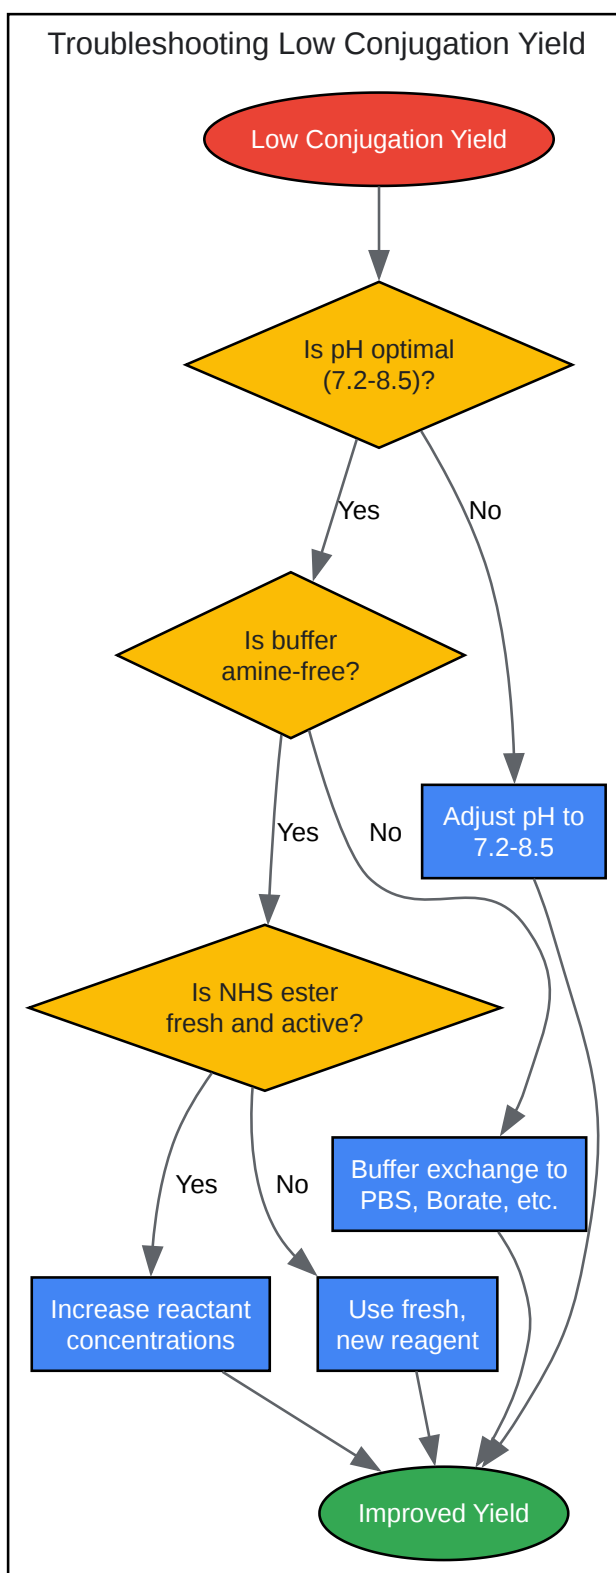 Troubleshooting Low Conjugation Yield
Low Conjugation Yield
Is pH optimal
(7.2-8.5)?
Yes
No
Is buffer
amine-free?
Yes
No
Adjust pH to
7.2-8.5
Is NHS ester
fresh and active?
Yes
No
Buffer exchange to
PBS, Borate, etc.
Increase reactant
concentrations
Use fresh,
new reagent
Improved Yield